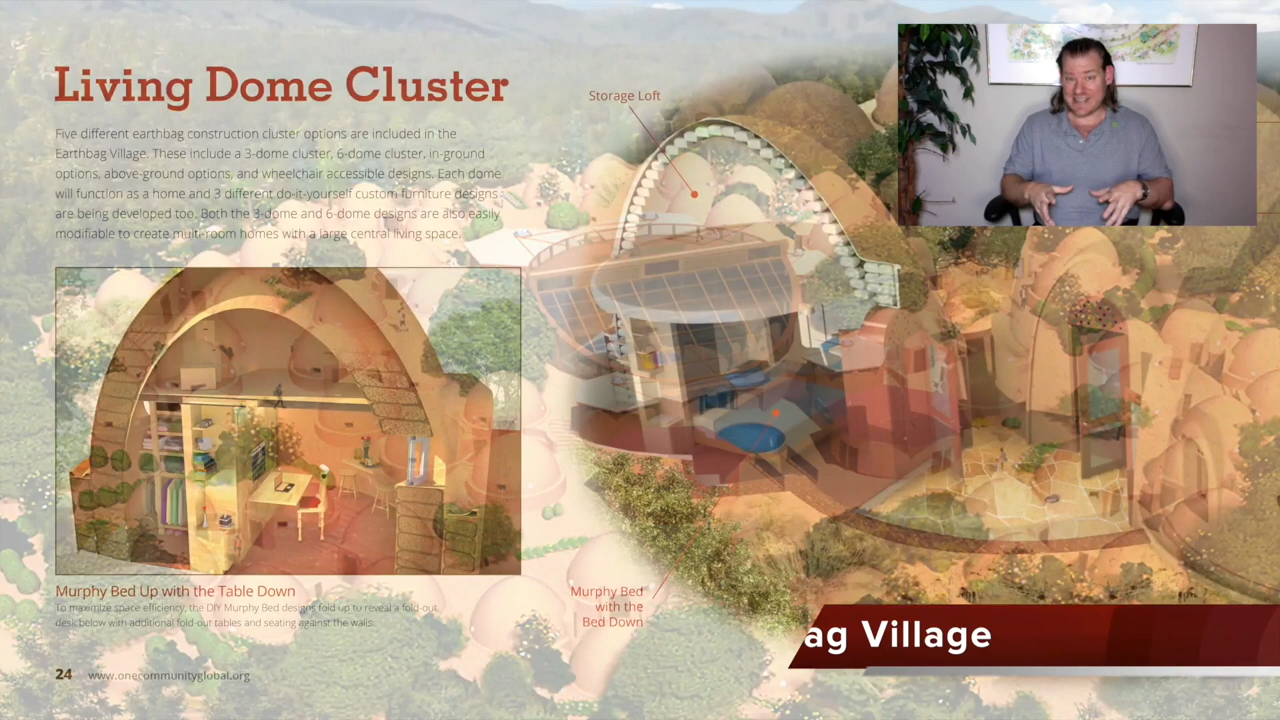 Living Dome Cluster
Storage Loft
Five different earthbag construction cluster options are included in the
Earthbag Village. These include a 3-dome cluster, 6-dome cluster, in-ground
options, above-ground options, and wheelchair accessible designs. Each dome
will function as a home and 3 different do-it-yourself custom furniture designs
are being developed too. Both the 3-dome and 6-dome designs are also easily
modifiable to create multi-room homes with a large central living space.
Murphy Bed Up with the Table Down
To maximize space efficiency, the DIY Murphy Bed designs fold up to reveal a fold-out
desk below with additional fold-out tables and seating against the walls.
Murphy Bed
with the
Bed Down
ag Village
24 www.onecommunityglobal.org